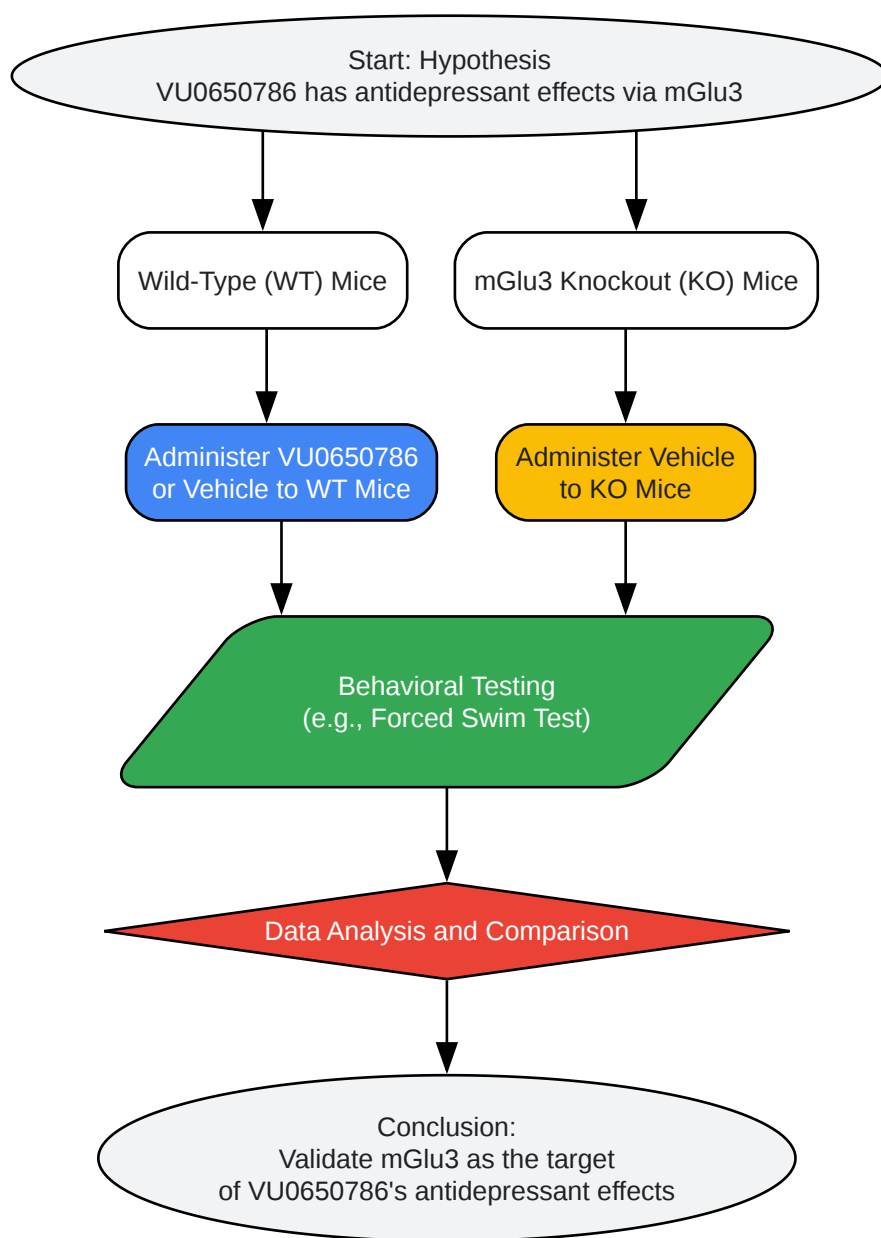 Start: Hypothesis
VU0650786 has antidepressant effects via mGlu3
Wild-Type (WT) Mice
mGlu3 Knockout (KO) Mice
Administer VU0650786
or Vehicle to WT Mice
Administer Vehicle
to KO Mice
Behavioral Testing
(e.g., Forced Swim Test)
Data Analysis and Comparison
Conclusion:
Validate mGlu3 as the target
of VU0650786's antidepressant effects